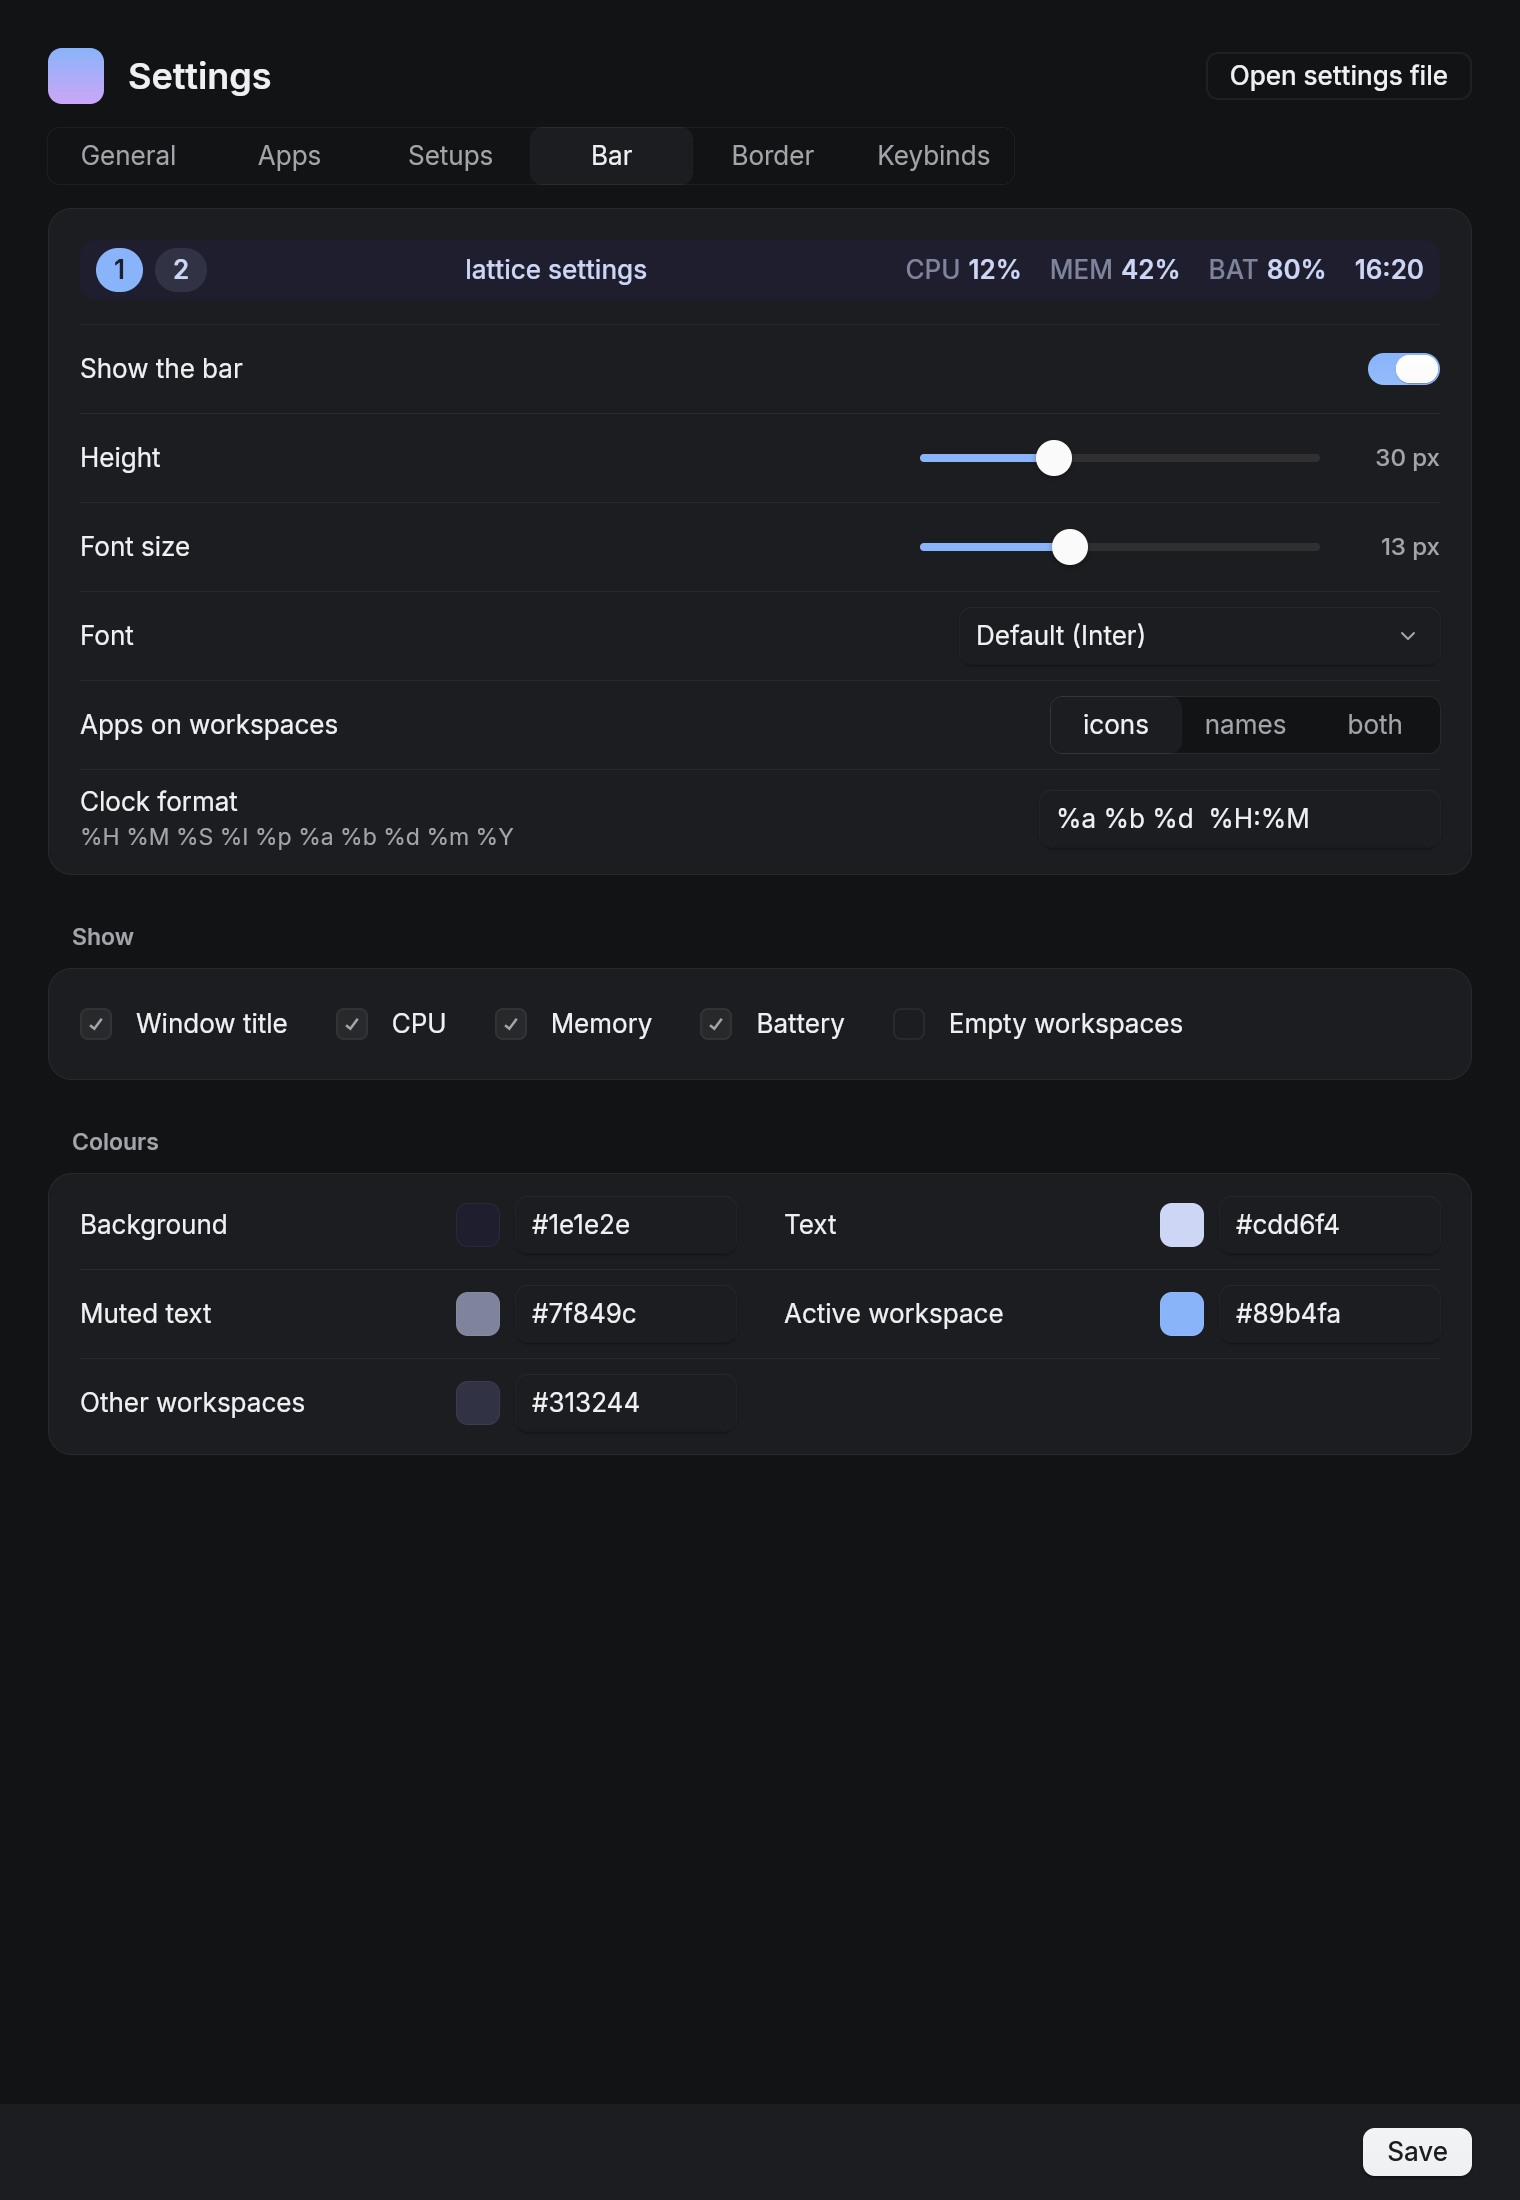 Settings
Open settings file
General Apps Setups Bar Border Keybinds
1 2 lattice settings CPU 12% MEM 42% BAT 80% 16:20
Show the bar
Height 30 px
Font size 13 px
Font Default (Inter)
Apps on workspaces icons names both
Clock format
%H %M %S %I %p %a %b %d %m %Y
%a %b %d  %H:%M
Show
Window title CPU Memory Battery Empty workspaces
Colours
Background #1e1e2e Text #cdd6f4
Muted text #7f849c Active workspace #89b4fa
Other workspaces #313244
Save